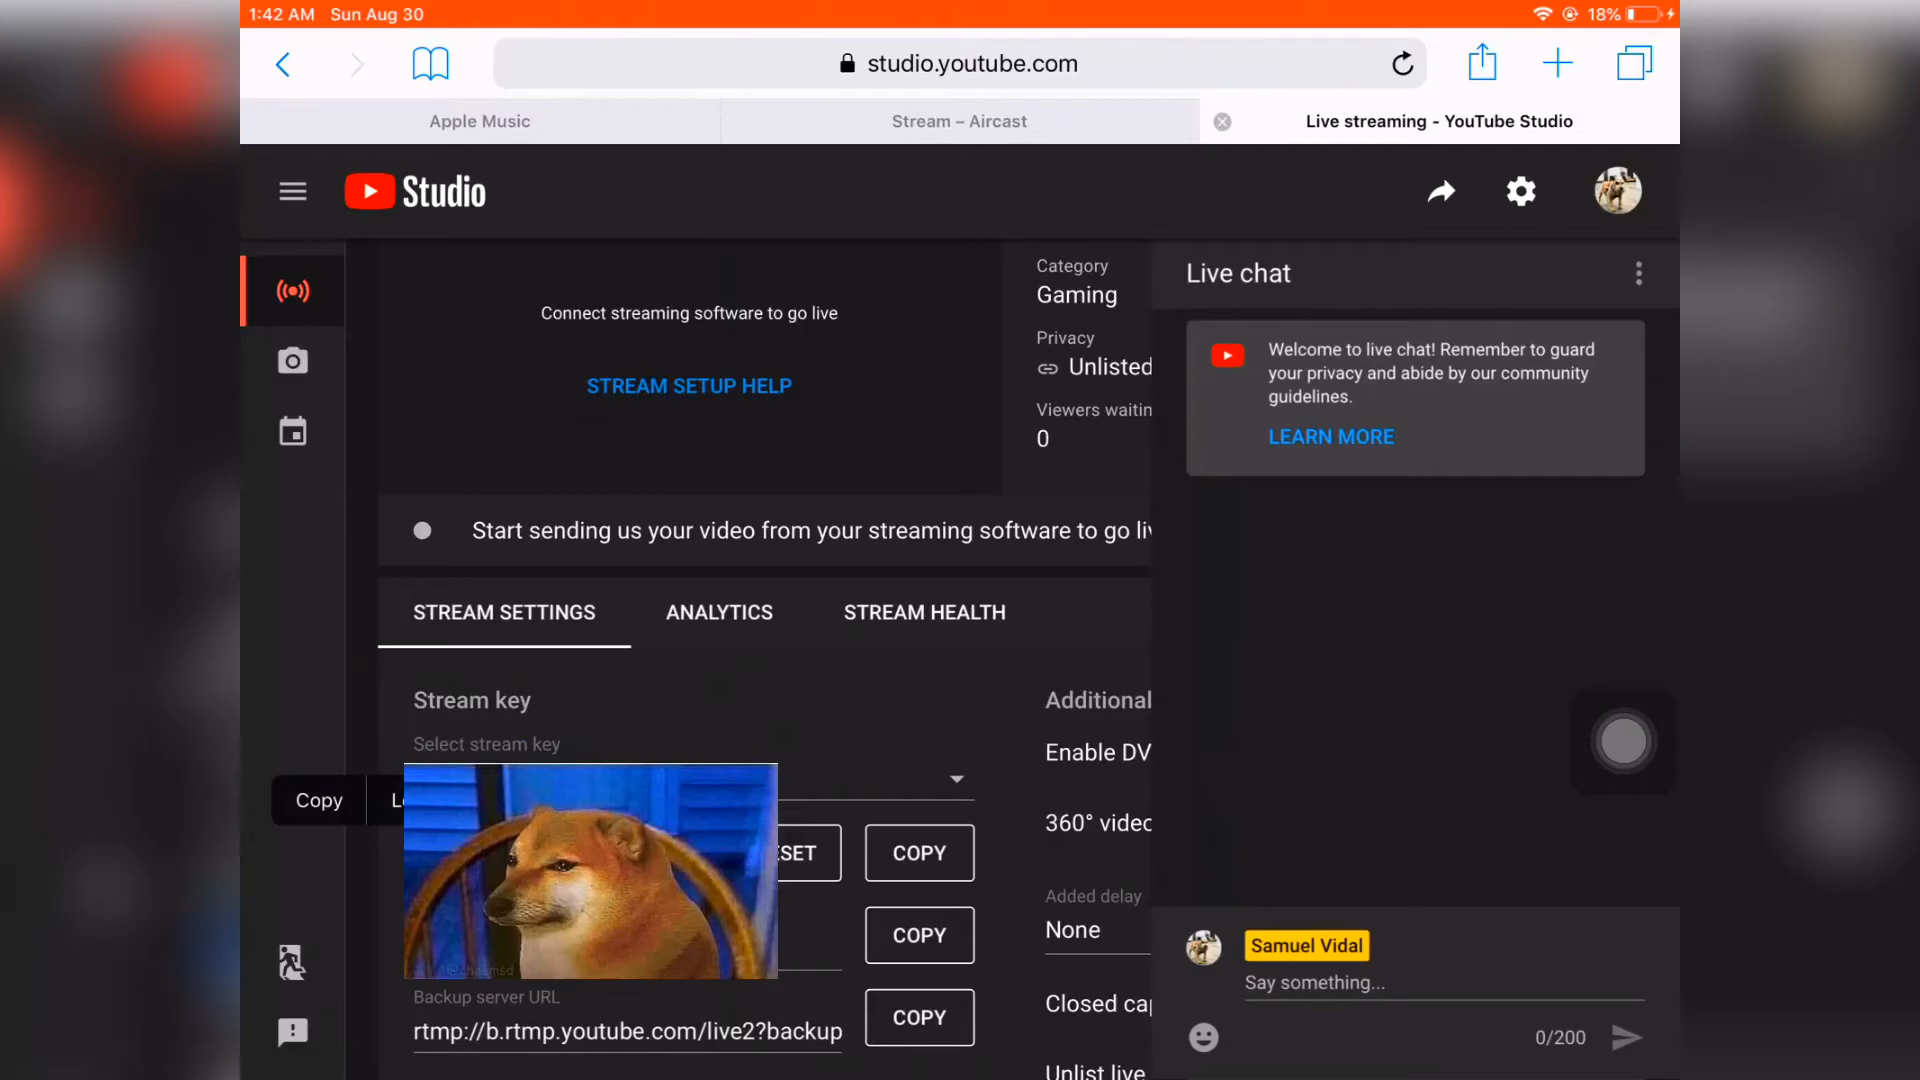 1:42 AM Sun Aug 30
18%
studio.youtube.com
Apple Music
Stream – Aircast
Live streaming - YouTube Studio
Studio
Connect streaming software to go live
STREAM SETUP HELP
Category
Gaming
Privacy
Unlisted
Viewers waitin
0
Live chat
Welcome to live chat! Remember to guard
your privacy and abide by our community
guidelines.
LEARN MORE
Start sending us your video from your streaming software to go liv
STREAM SETTINGS
ANALYTICS
STREAM HEALTH
Stream key
Select stream key
Copy
SET
COPY
COPY
Backup server URL
rtmp://b.rtmp.youtube.com/live2?backup
COPY
Additional
Enable DV
360° video
Added delay
None
Closed cap
Unlist live
Samuel Vidal
Say something...
0/200